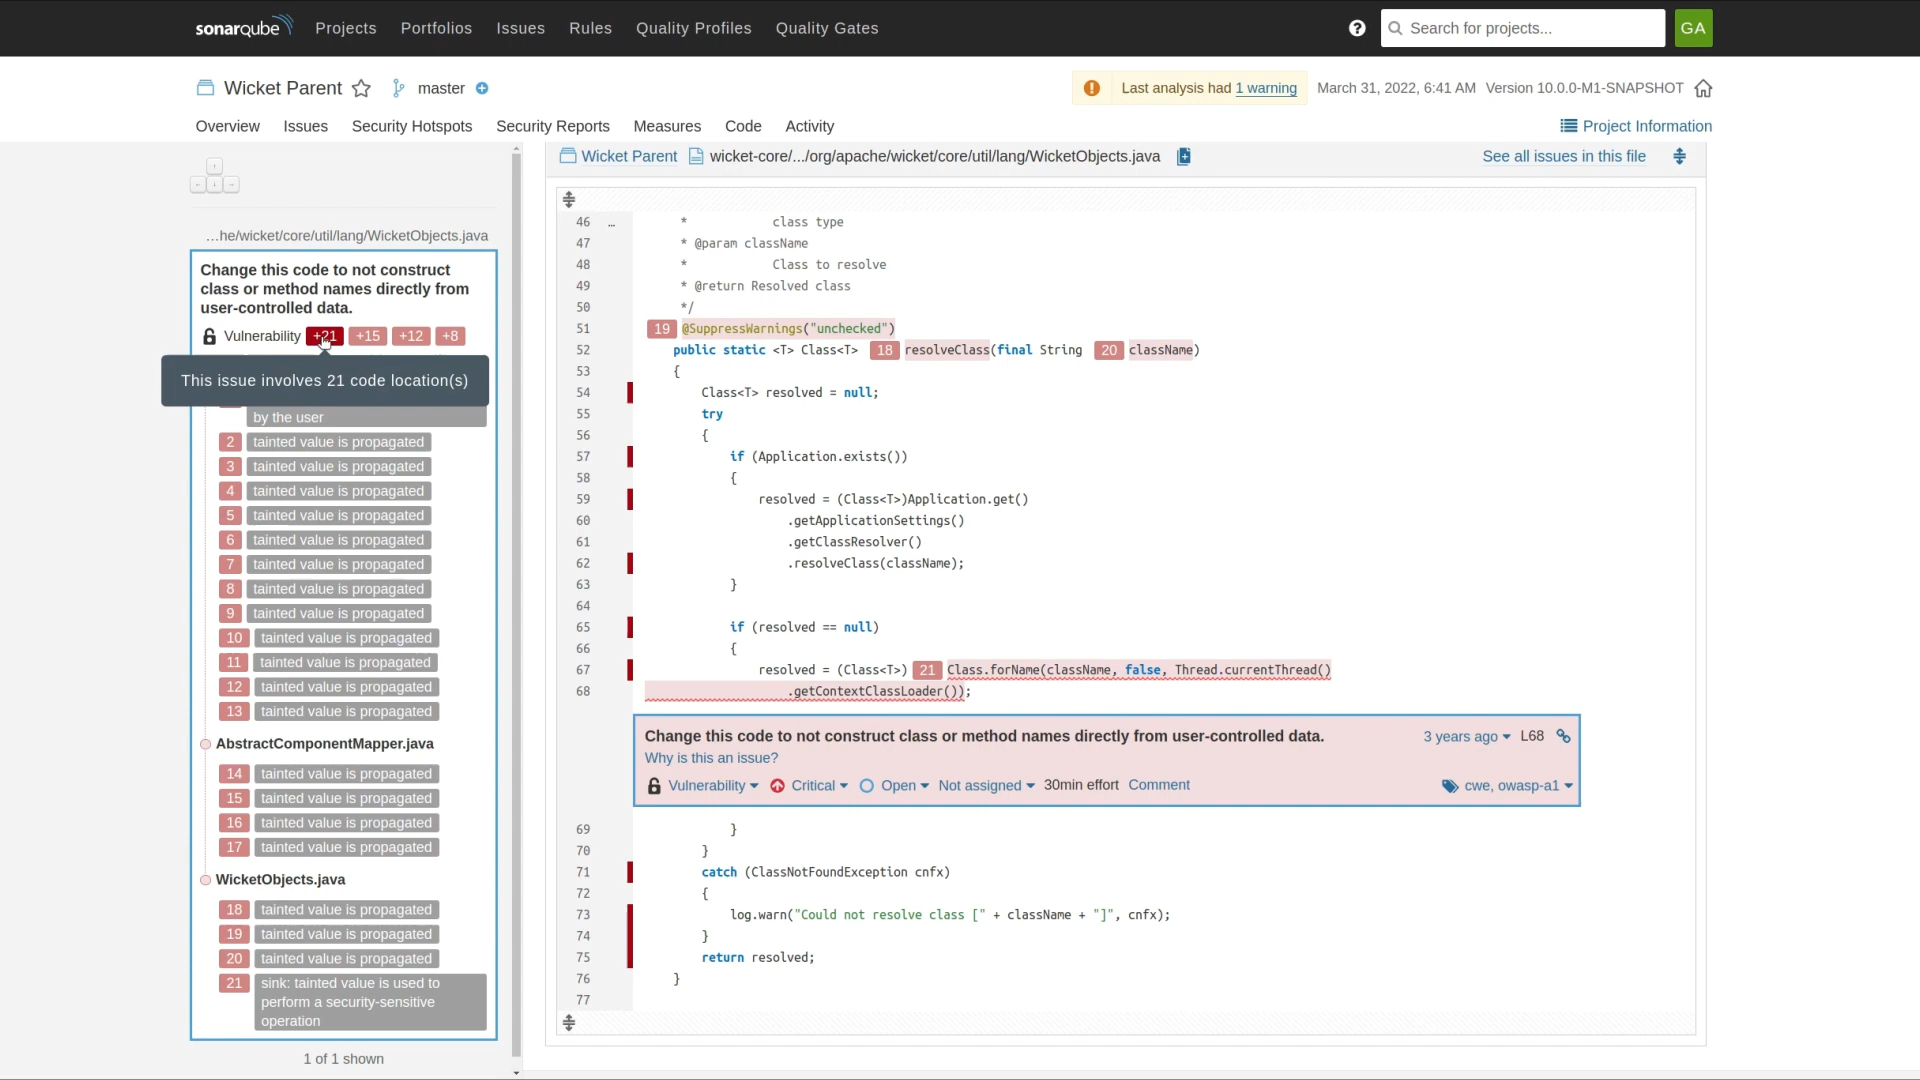 sonarqube Projects Portfolios Issues Rules Quality Profiles Quality Gates ? Search for projects... GA
Wicket Parent master Last analysis had 1 warning March 31, 2022, 6:41 AM Version 10.0.0-M1-SNAPSHOT
Overview Issues Security Hotspots Security Reports Measures Code Activity Project Information
…he/wicket/core/util/lang/WicketObjects.java
Change this code to not construct
class or method names directly from
user-controlled data.
Vulnerability +21 +15 +12 +8
This issue involves 21 code location(s)
by the user
2 tainted value is propagated
3 tainted value is propagated
4 tainted value is propagated
5 tainted value is propagated
6 tainted value is propagated
7 tainted value is propagated
8 tainted value is propagated
9 tainted value is propagated
10 tainted value is propagated
11 tainted value is propagated
12 tainted value is propagated
13 tainted value is propagated
AbstractComponentMapper.java
14 tainted value is propagated
15 tainted value is propagated
16 tainted value is propagated
17 tainted value is propagated
WicketObjects.java
18 tainted value is propagated
19 tainted value is propagated
20 tainted value is propagated
21 sink: tainted value is used to
perform a security-sensitive
operation
1 of 1 shown
Wicket Parent wicket-core/.../org/apache/wicket/core/util/lang/WicketObjects.java See all issues in this file
46 … * class type
47 * @param className
48 * Class to resolve
49 * @return Resolved class
50 */
51 19 @SuppressWarnings("unchecked")
52 public static <T> Class<T> 18 resolveClass(final String 20 className)
53 {
54 Class<T> resolved = null;
55 try
56 {
57 if (Application.exists())
58 {
59 resolved = (Class<T>)Application.get()
60 .getApplicationSettings()
61 .getClassResolver()
62 .resolveClass(className);
63 }
64
65 if (resolved == null)
66 {
67 resolved = (Class<T>) 21 Class.forName(className, false, Thread.currentThread()
68 .getContextClassLoader());
Change this code to not construct class or method names directly from user-controlled data. 3 years ago L68
Why is this an issue?
Vulnerability Critical Open Not assigned 30min effort Comment cwe, owasp-a1
69 }
70 }
71 catch (ClassNotFoundException cnfx)
72 {
73 log.warn("Could not resolve class [" + className + "]", cnfx);
74 }
75 return resolved;
76 }
77